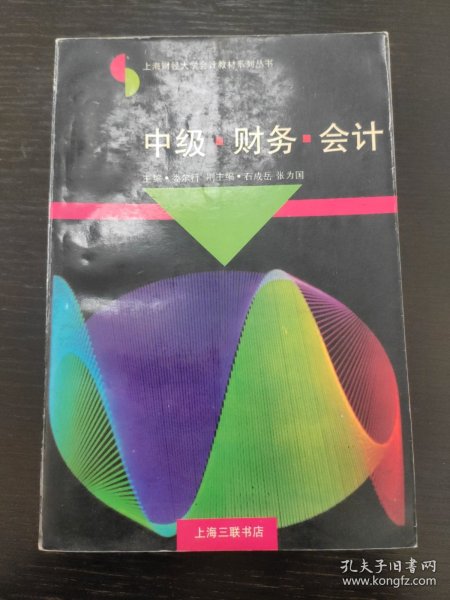 上海财经大学会计教材系列丛书
中级·财务·会计
主编·娄尔行 副主编·石成岳 张为国
上海三联书店
孔夫子旧书网
www.kongfz.com